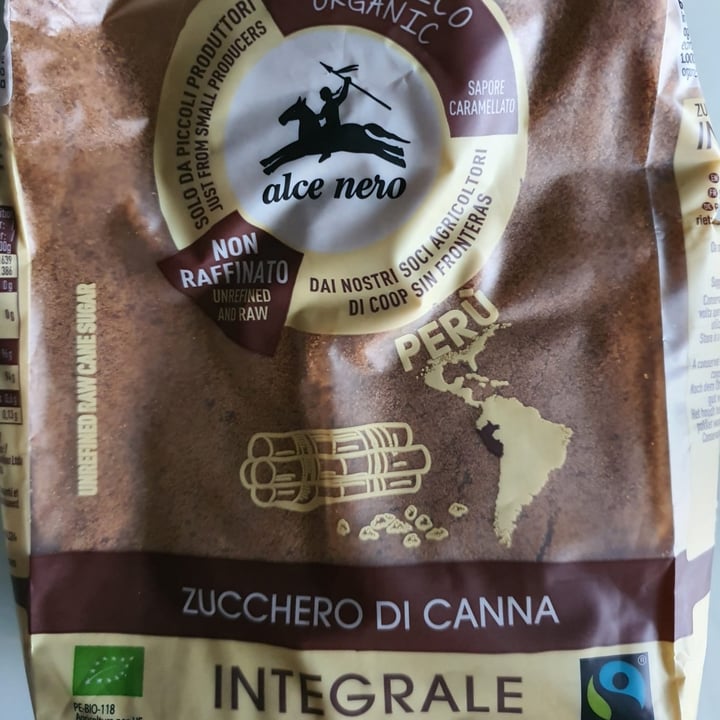 ORGANIC
SOLO DA PICCOLI PRODUTTORI
JUST FROM SMALL PRODUCERS
SAPORE
CARAMELLATO
alce nero
NON
RAFFINATO
UNREFINED
AND RAW
DAI NOSTRI SOCI AGRICOLTORI
DI COOP SIN FRONTERAS
PERÙ
UNREFINED RAW CANE SUGAR
ZUCCHERO DI CANNA
INTEGRALE
PE-BIO-118